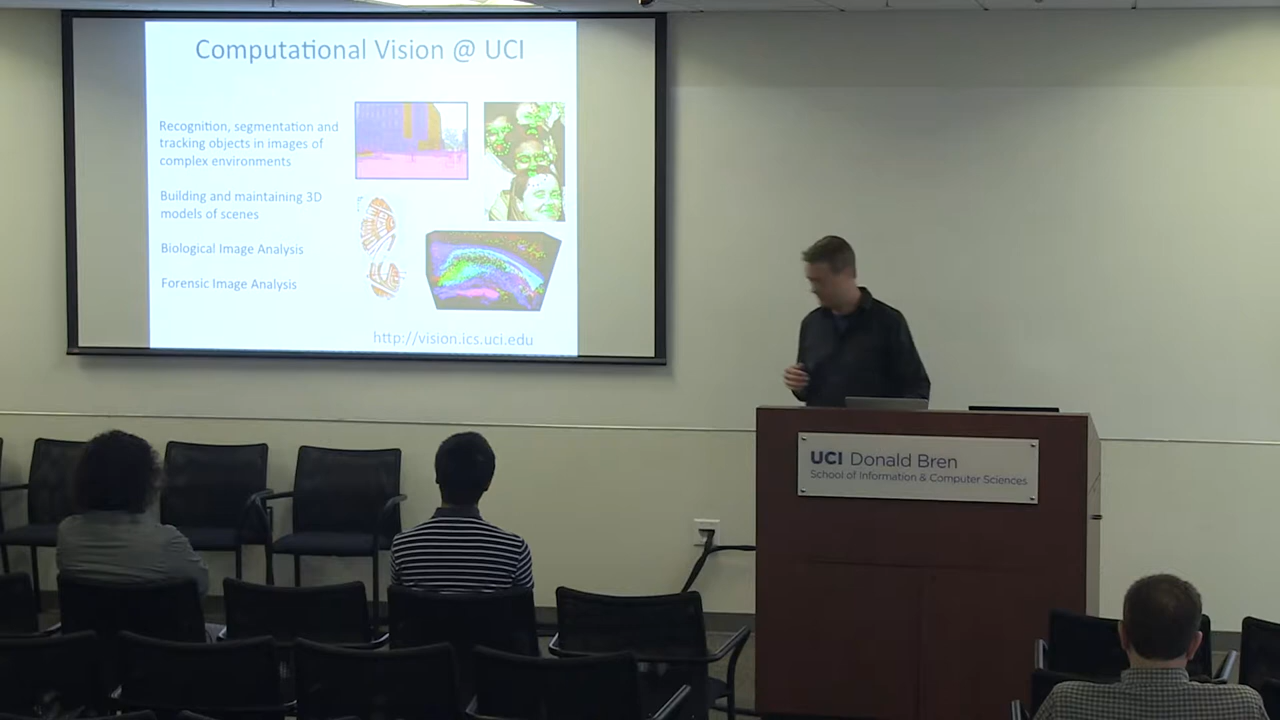 Computational Vision @ UCI
Recognition, segmentation and
tracking objects in images of
complex environments
Building and maintaining 3D
models of scenes
Biological Image Analysis
Forensic Image Analysis
http://vision.ics.uci.edu
UCI Donald Bren
School of Information & Computer Sciences